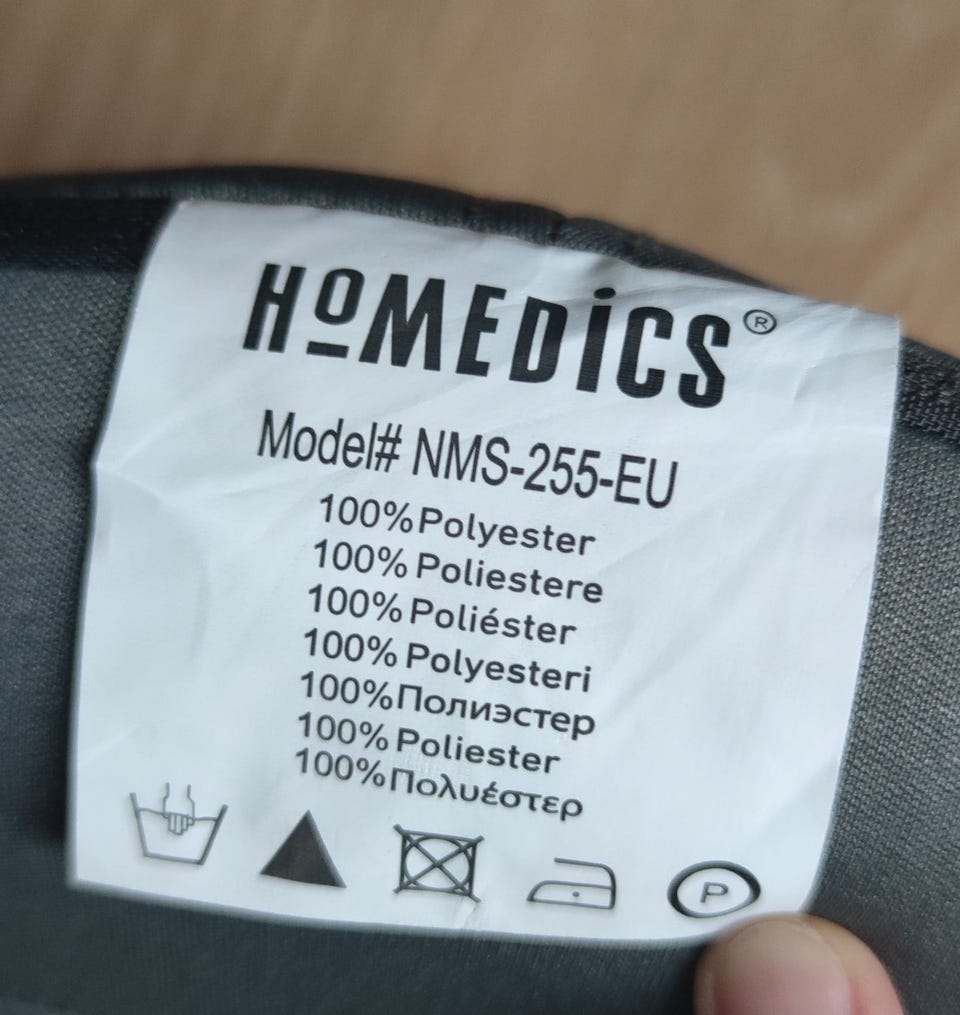 HOMEDICS®
Model# NMS-255-EU
100%Polyester
100% Poliestere
100% Poliéster
100% Polyesteri
100%Полиэстер
100% Poliester
100%Πολυέστερ
P